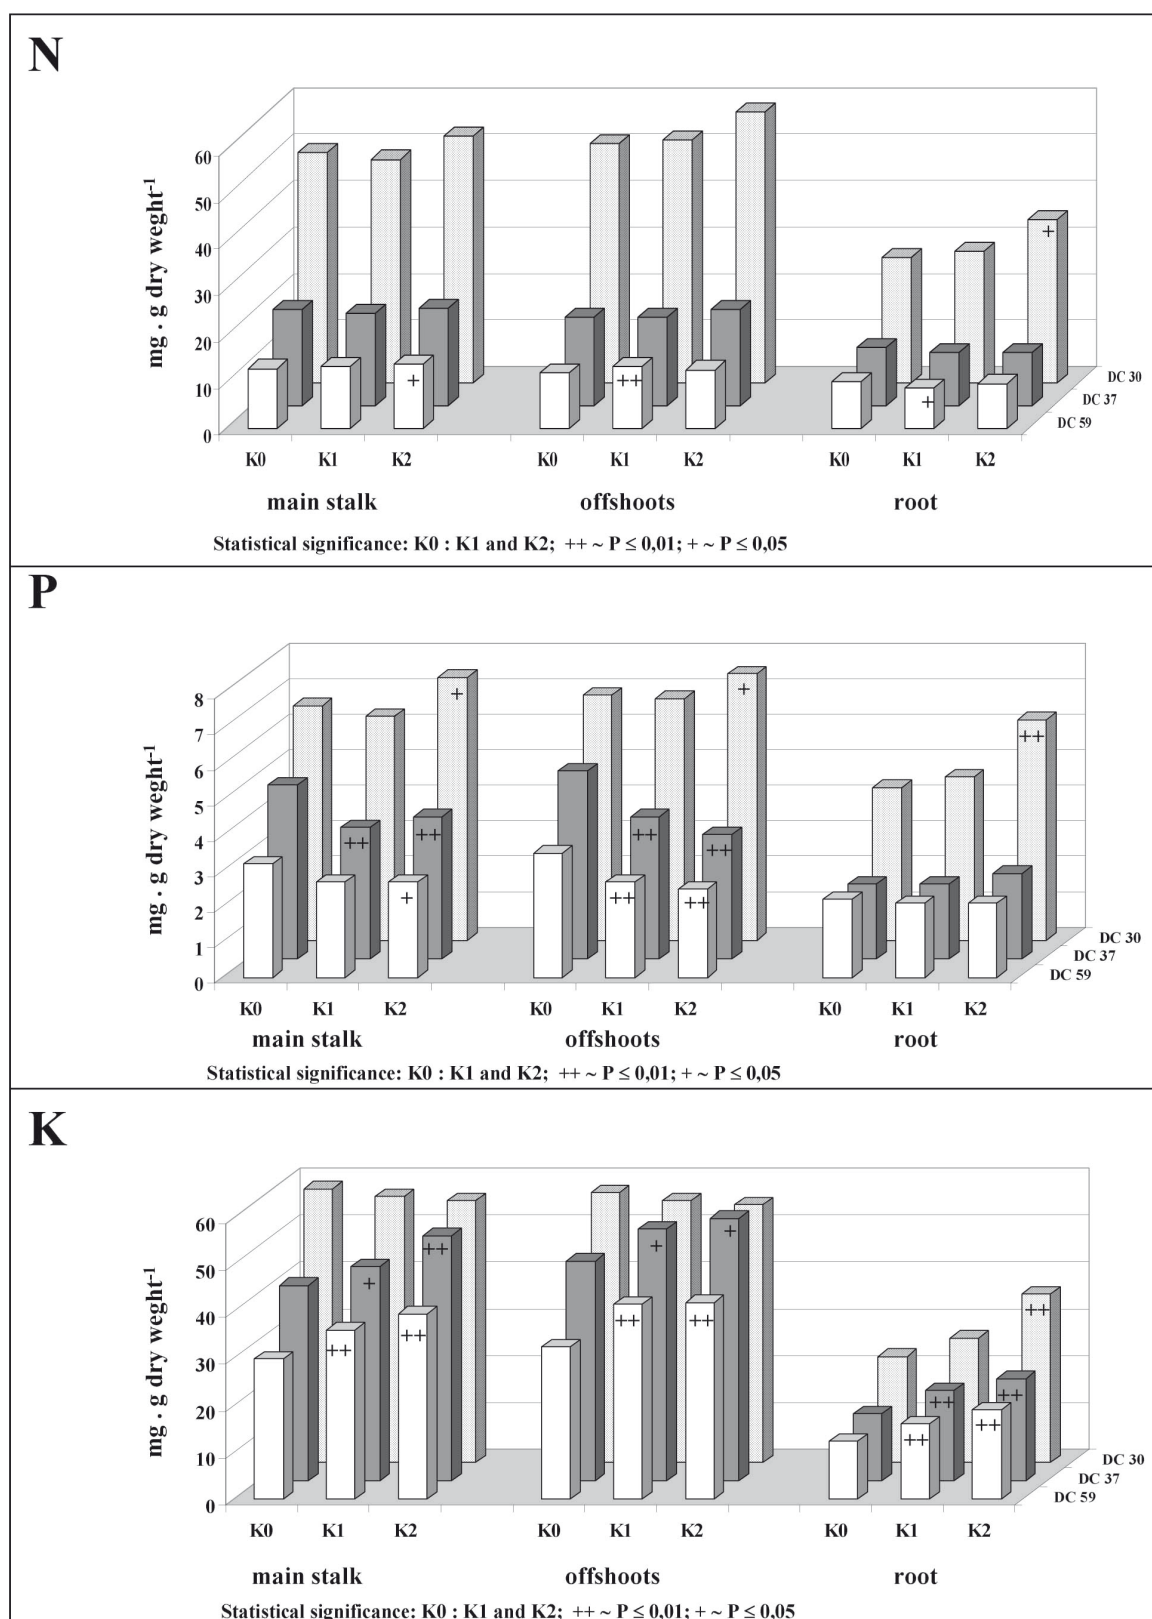 N
mg . g dry weght-1
60
50
40
30
20
10
0
+
++
+
+
DC 30
DC 37
DC 59
K0 K1 K2 K0 K1 K2 K0 K1 K2
main stalk offshoots root
Statistical significance: K0 : K1 and K2; ++ ~ P ≤ 0,01; + ~ P ≤ 0,05
P
mg . g dry weght-1
8
7
6
5
4
3
2
1
0
+ + ++
++ ++ ++ ++
+ ++ ++
DC 30
DC 37
DC 59
K0 K1 K2 K0 K1 K2 K0 K1 K2
main stalk offshoots root
Statistical significance: K0 : K1 and K2; ++ ~ P ≤ 0,01; + ~ P ≤ 0,05
K
mg . g dry weght-1
60
50
40
30
20
10
0
++
+ ++ + + ++ ++
++ ++ ++ ++ ++ ++
DC 30
DC 37
DC 59
K0 K1 K2 K0 K1 K2 K0 K1 K2
main stalk offshoots root
Statistical significance: K0 : K1 and K2; ++ ~ P ≤ 0,01; + ~ P ≤ 0,05